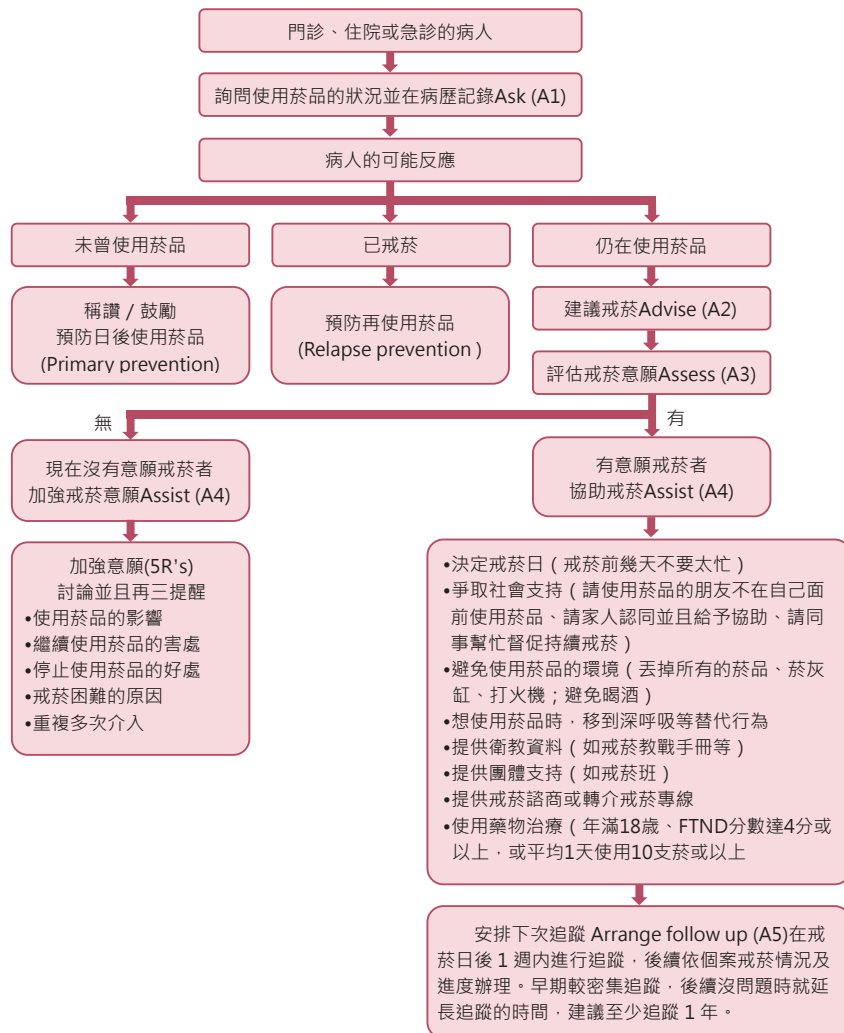 門診、住院或急診的病人
詢問使用菸品的狀況並在病歷記錄Ask (A1)
病人的可能反應
未曾使用菸品
已戒菸
仍在使用菸品
稱讚 / 鼓勵
預防日後使用菸品
(Primary prevention)
預防再使用菸品
(Relapse prevention )
建議戒菸Advise (A2)
評估戒菸意願Assess (A3)
無
有
現在沒有意願戒菸者
加強戒菸意願Assist (A4)
有意願戒菸者
協助戒菸Assist (A4)
加強意願(5R's)
討論並且再三提醒
•使用菸品的影響
•繼續使用菸品的害處
•停止使用菸品的好處
•戒菸困難的原因
•重複多次介入
•決定戒菸日（戒菸前幾天不要太忙）
•爭取社會支持（請使用菸品的朋友不在自己面
前使用菸品、請家人認同並且給予協助、請同
事幫忙督促持續戒菸）
•避免使用菸品的環境（丟掉所有的菸品、菸灰
缸、打火機；避免喝酒）
•想使用菸品時，移到深呼吸等替代行為
•提供衛教資料（如戒菸教戰手冊等）
•提供團體支持（如戒菸班）
•提供戒菸諮商或轉介戒菸專線
•使用藥物治療（年滿18歲、FTND分數達4分或
以上，或平均1天使用10支菸或以上
安排下次追蹤 Arrange follow up (A5)在戒
菸日後 1 週内進行追蹤，後續依個案戒菸情況及
進度辦理。早期較密集追蹤，後續沒問題時就延
長追蹤的時間，建議至少追蹤 1 年。